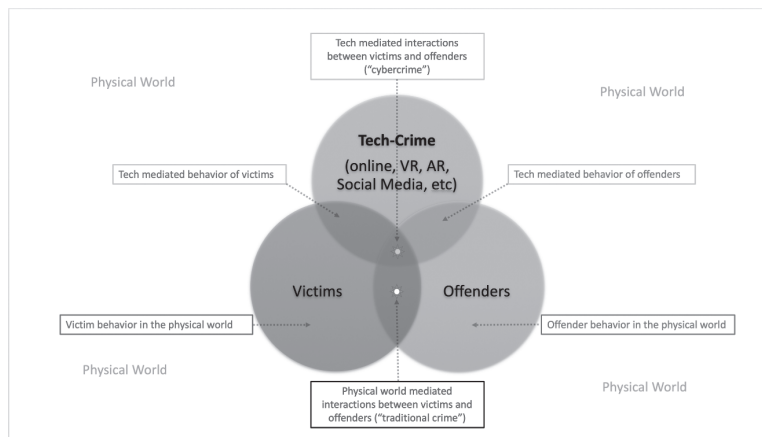 Tech mediated interactions
between victims and offenders
("cybercrime")
Physical World
Physical World
Tech-Crime
(online, VR, AR,
Social Media, etc)
Tech mediated behavior of victims
Tech mediated behavior of offenders
Victims
Offenders
Victim behavior in the physical world
Offender behavior in the physical world
Physical World
Physical World
Physical world mediated
interactions between victims and
offenders ("traditional crime")